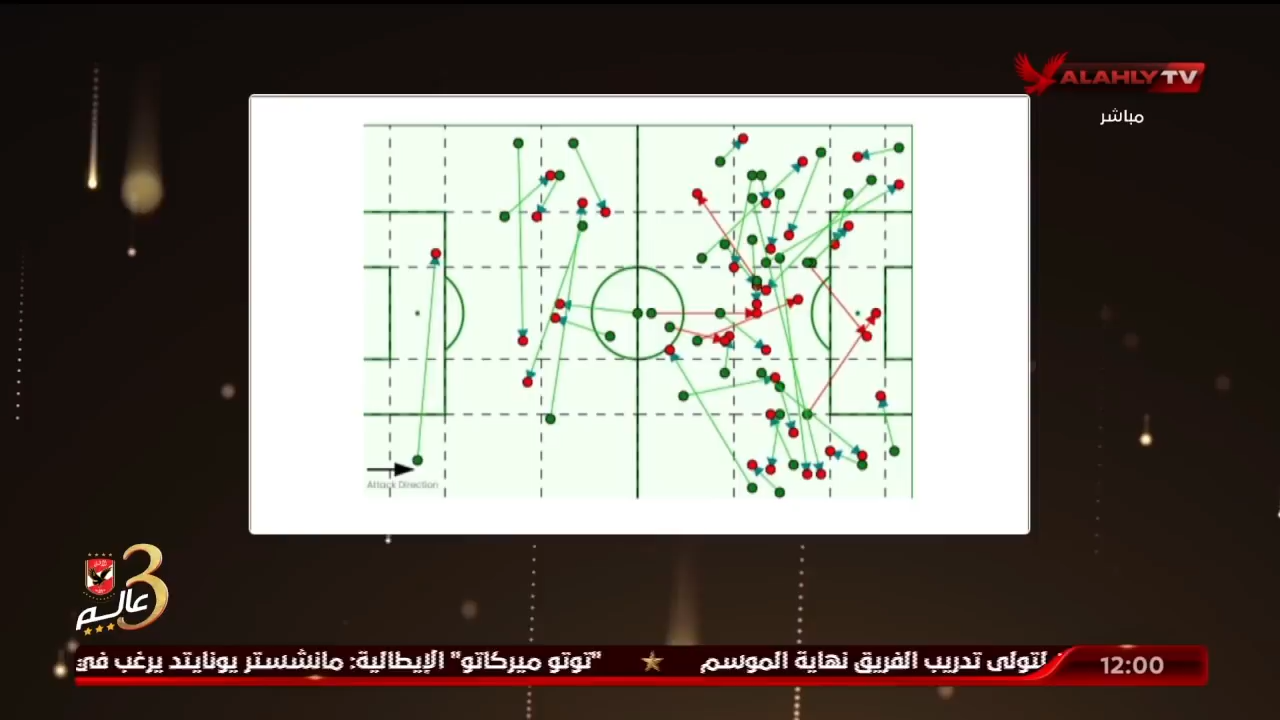 ALAHLY TV
مباشر
Attack Direction
3
عالم
لتولى تدريب الفريق نهاية الموسم ★ "توتو ميركاتو" الإيطالية: مانشستر يونايتد يرغب في
12:00